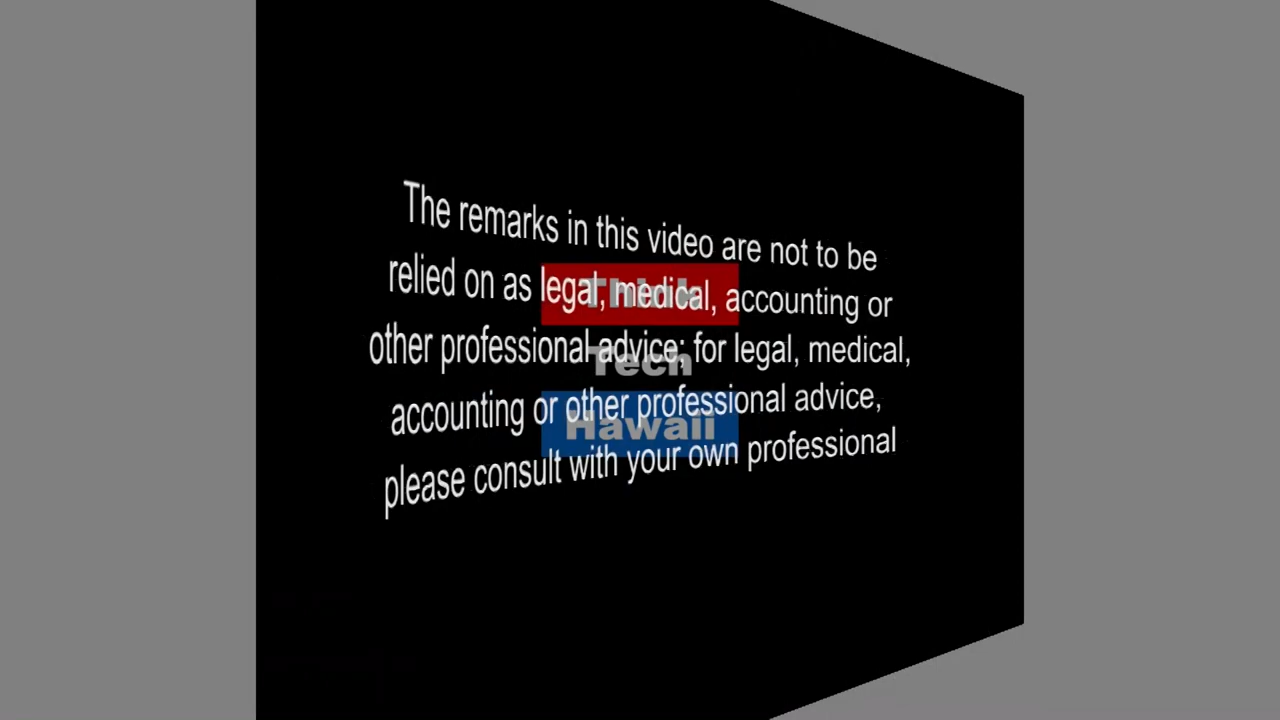 The remarks in this video are not to be
relied on as legal, medical, accounting or
other professional advice; for legal, medical,
accounting or other professional advice,
please consult with your own professional
Think
Tech
Hawaii